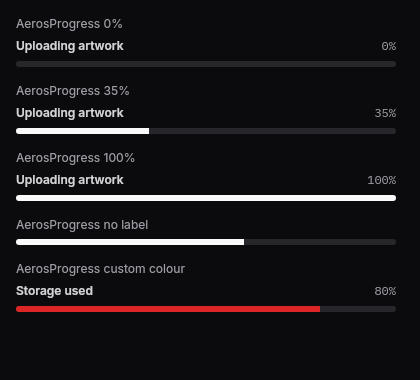 AerosProgress 0%
Uploading artwork 0%
AerosProgress 35%
Uploading artwork 35%
AerosProgress 100%
Uploading artwork 100%
AerosProgress no label
AerosProgress custom colour
Storage used 80%